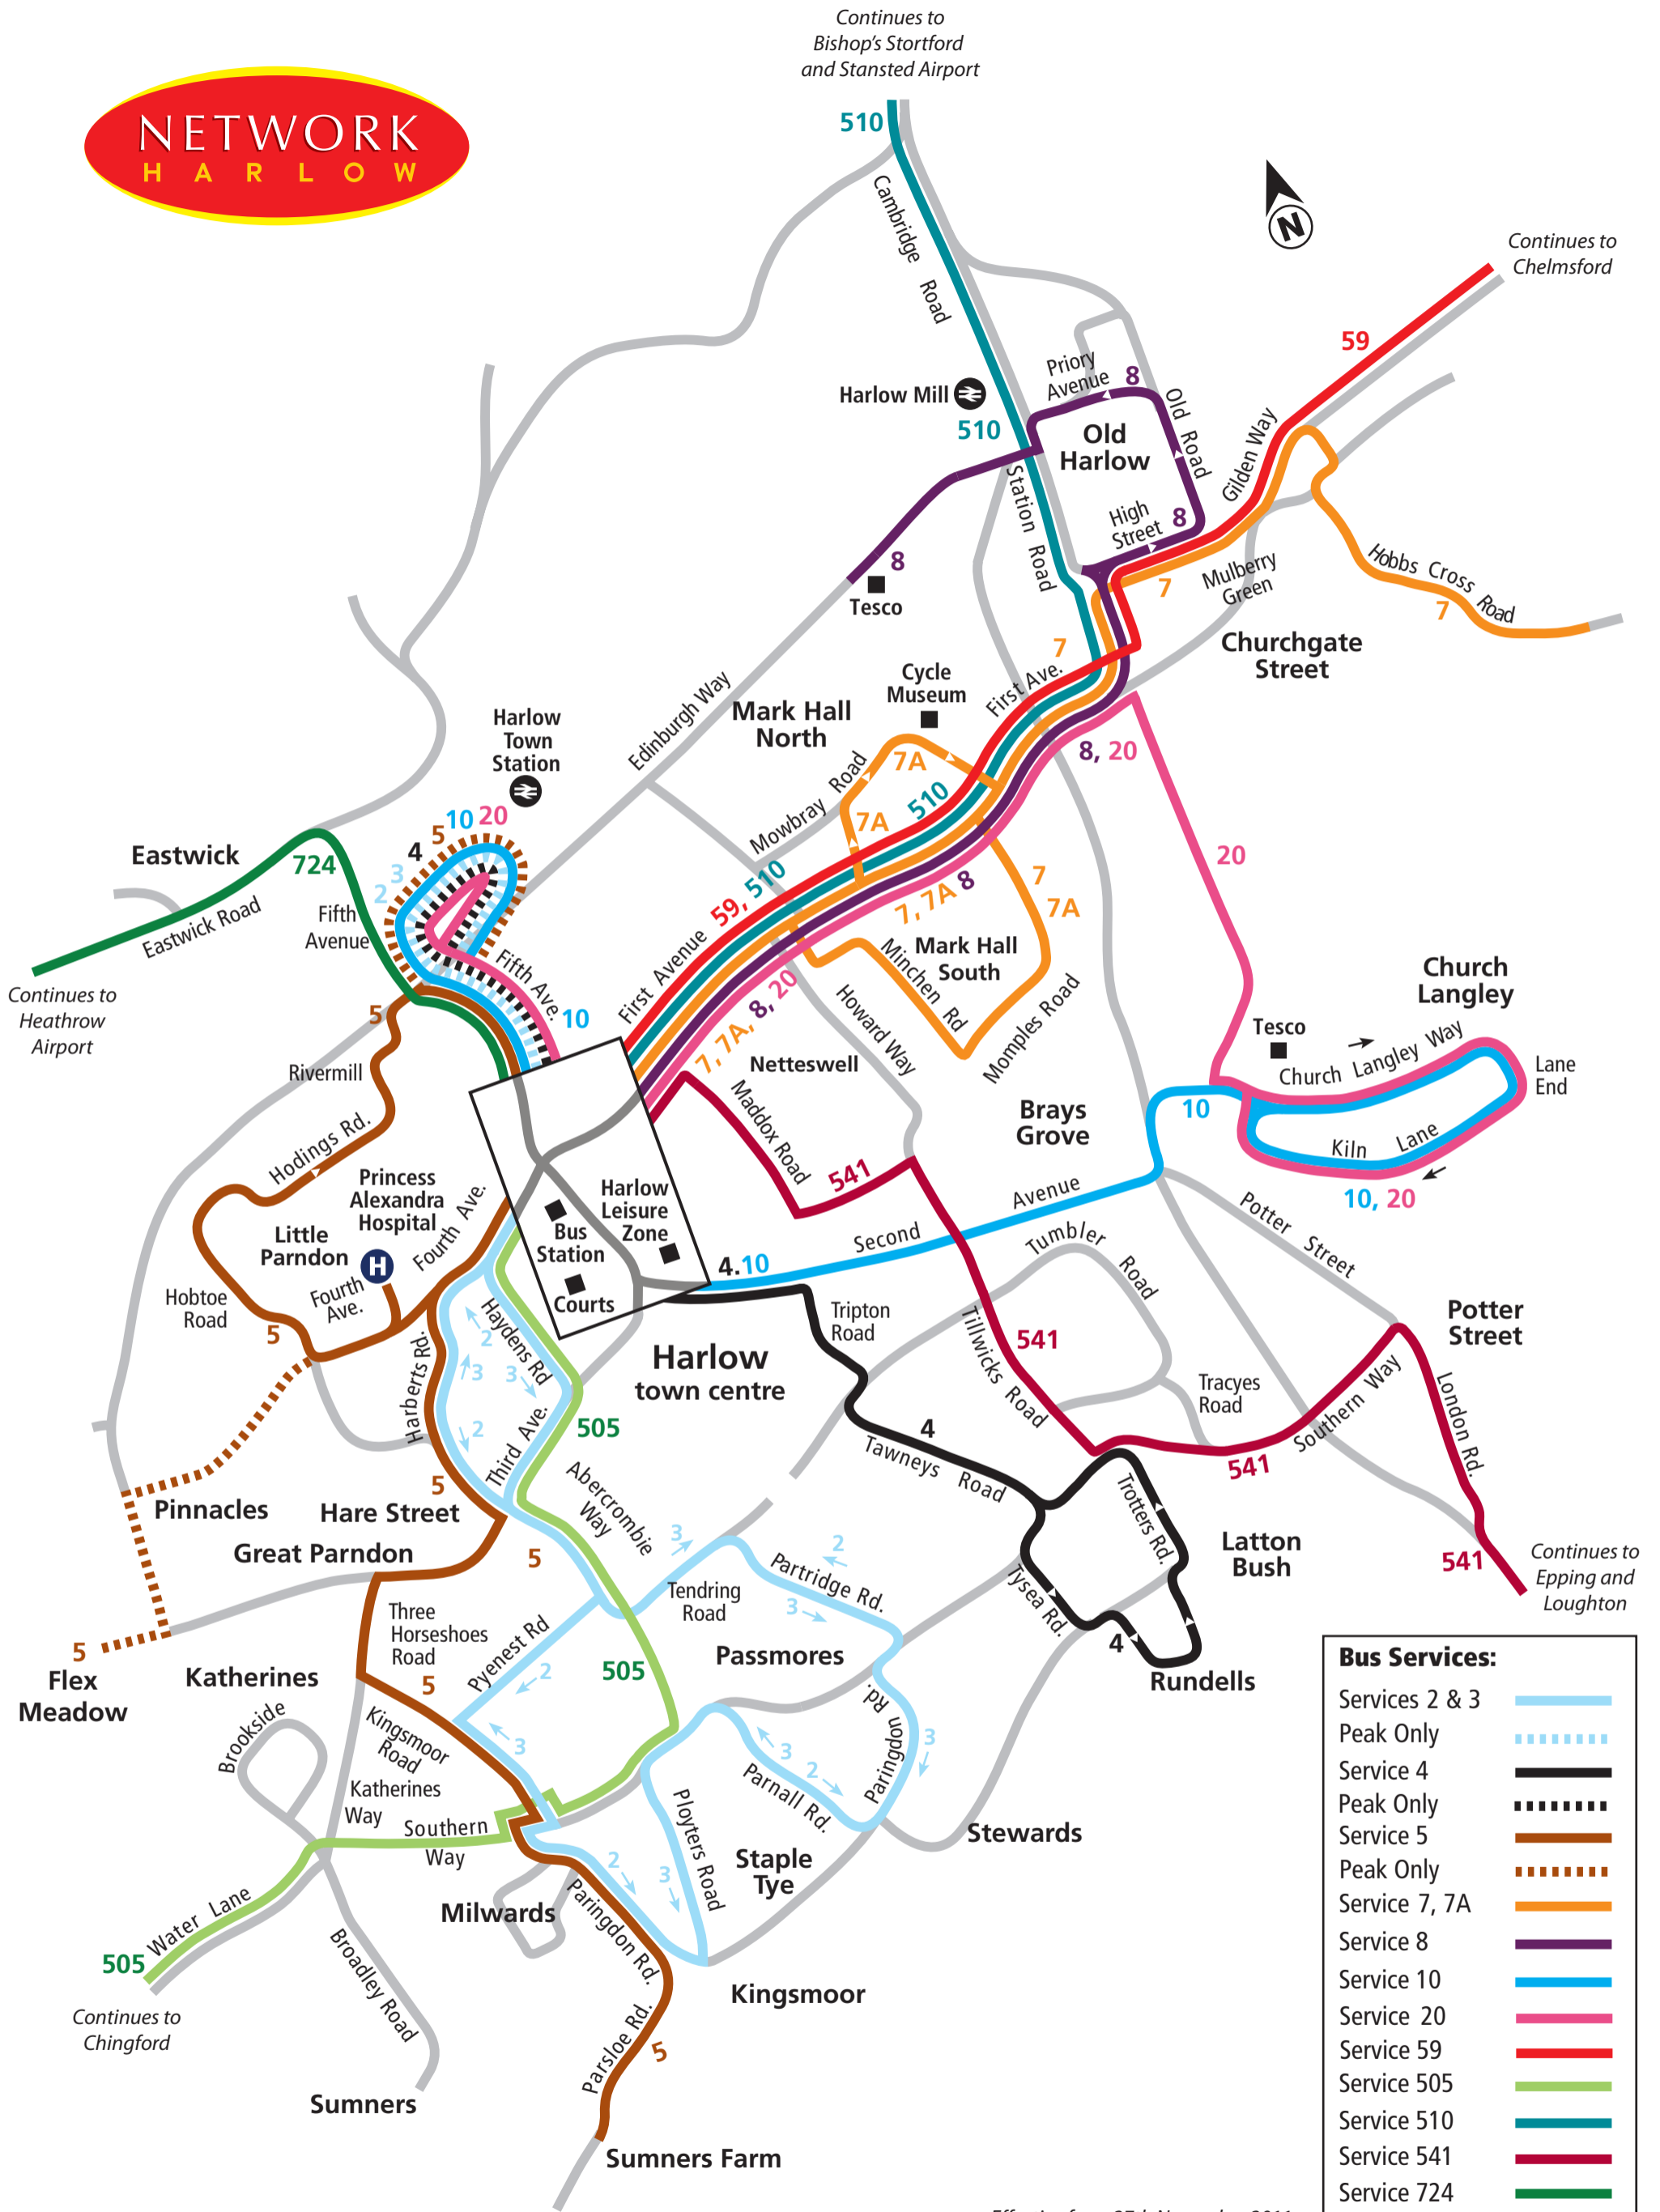 Continues to
Bishop's Stortford
and Stansted Airport
NETWORK
HARLOW
510
Cambridge Road
N
Continues to
Chelmsford
59
Harlow Mill
510
Priory
Avenue
8
Old Road
Old
Harlow
Gilden Way
Station Road
High
Street
8
8
Tesco
7
Mulberry
Green
Hobbs Cross Road
7
Churchgate
Street
7
First Ave.
Cycle
Museum
Edinburgh Way
Mark Hall
North
8, 20
Harlow
Town
Station
7A
Mowbray Road
510
7A
2
3
4
5
10
20
Eastwick
724
Eastwick Road
Fifth
Avenue
Continues to
Heathrow
Airport
59, 510
7, 7A 8
7
7A
20
Mark Hall
South
Minchen Rd
Momples Road
First Avenue
Fifth Ave.
10
7, 7A, 8, 20
Howard Way
Netteswell
Church
Langley
Tesco
Church Langley Way
Lane
End
5
Rivermill
Maddox Road
Brays
Grove
10
Kiln Lane
10, 20
Hodings Rd.
Princess
Alexandra
Hospital
H
Little
Parndon
Fourth Ave.
Fourth
Ave.
Hobtoe
Road
5
Harlow
Leisure
Zone
Bus
Station
Courts
541
Second Avenue
4.10
Tumbler Road
Potter Street
Potter
Street
Tripton
Road
Harlow
town centre
Tillwicks Road
541
Tracyes
Road
Southern Way
541
London Rd.
Haydens Rd
2
3
3
2
Harberts Rd.
Third Ave.
505
4
Tawneys Road
Pinnacles
Hare Street
5
Great Parndon
5
Abercrombie
Way
Trotters Rd.
Latton
Bush
541
Continues to
Epping and
Loughton
3
2
Partridge Rd.
3
Tendring
Road
Tysea Rd.
4
Rundells
Three
Horseshoes
Road
5
Pyenest Rd
2
505
Passmores
5
Flex
Meadow
Katherines
Brookside
Kingsmoor
Road
3
Katherines
Way
Southern
Way
3
2
Parnall Rd.
Paringdon Rd.
3
Ployters Road
Stewards
Staple
Tye
2
3
Milwards
Paringdon Rd.
Water Lane
505
Continues to
Chingford
Broadley Road
Kingsmoor
Parsloe Rd.
5
Sumners
Sumners Farm
Bus Services:
Services 2 & 3
Peak Only
Service 4
Peak Only
Service 5
Peak Only
Service 7, 7A
Service 8
Service 10
Service 20
Service 59
Service 505
Service 510
Service 541
Service 724